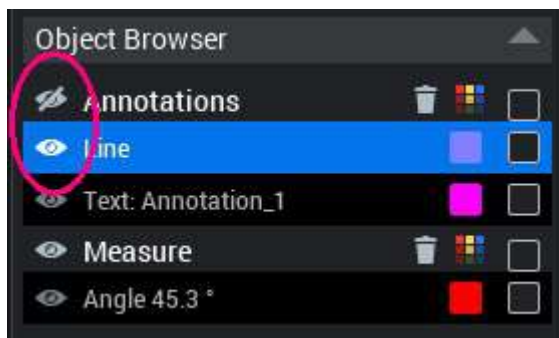 Object Browser
Annotations
Line
Text: Annotation_1
Measure
Angle 45.3 °